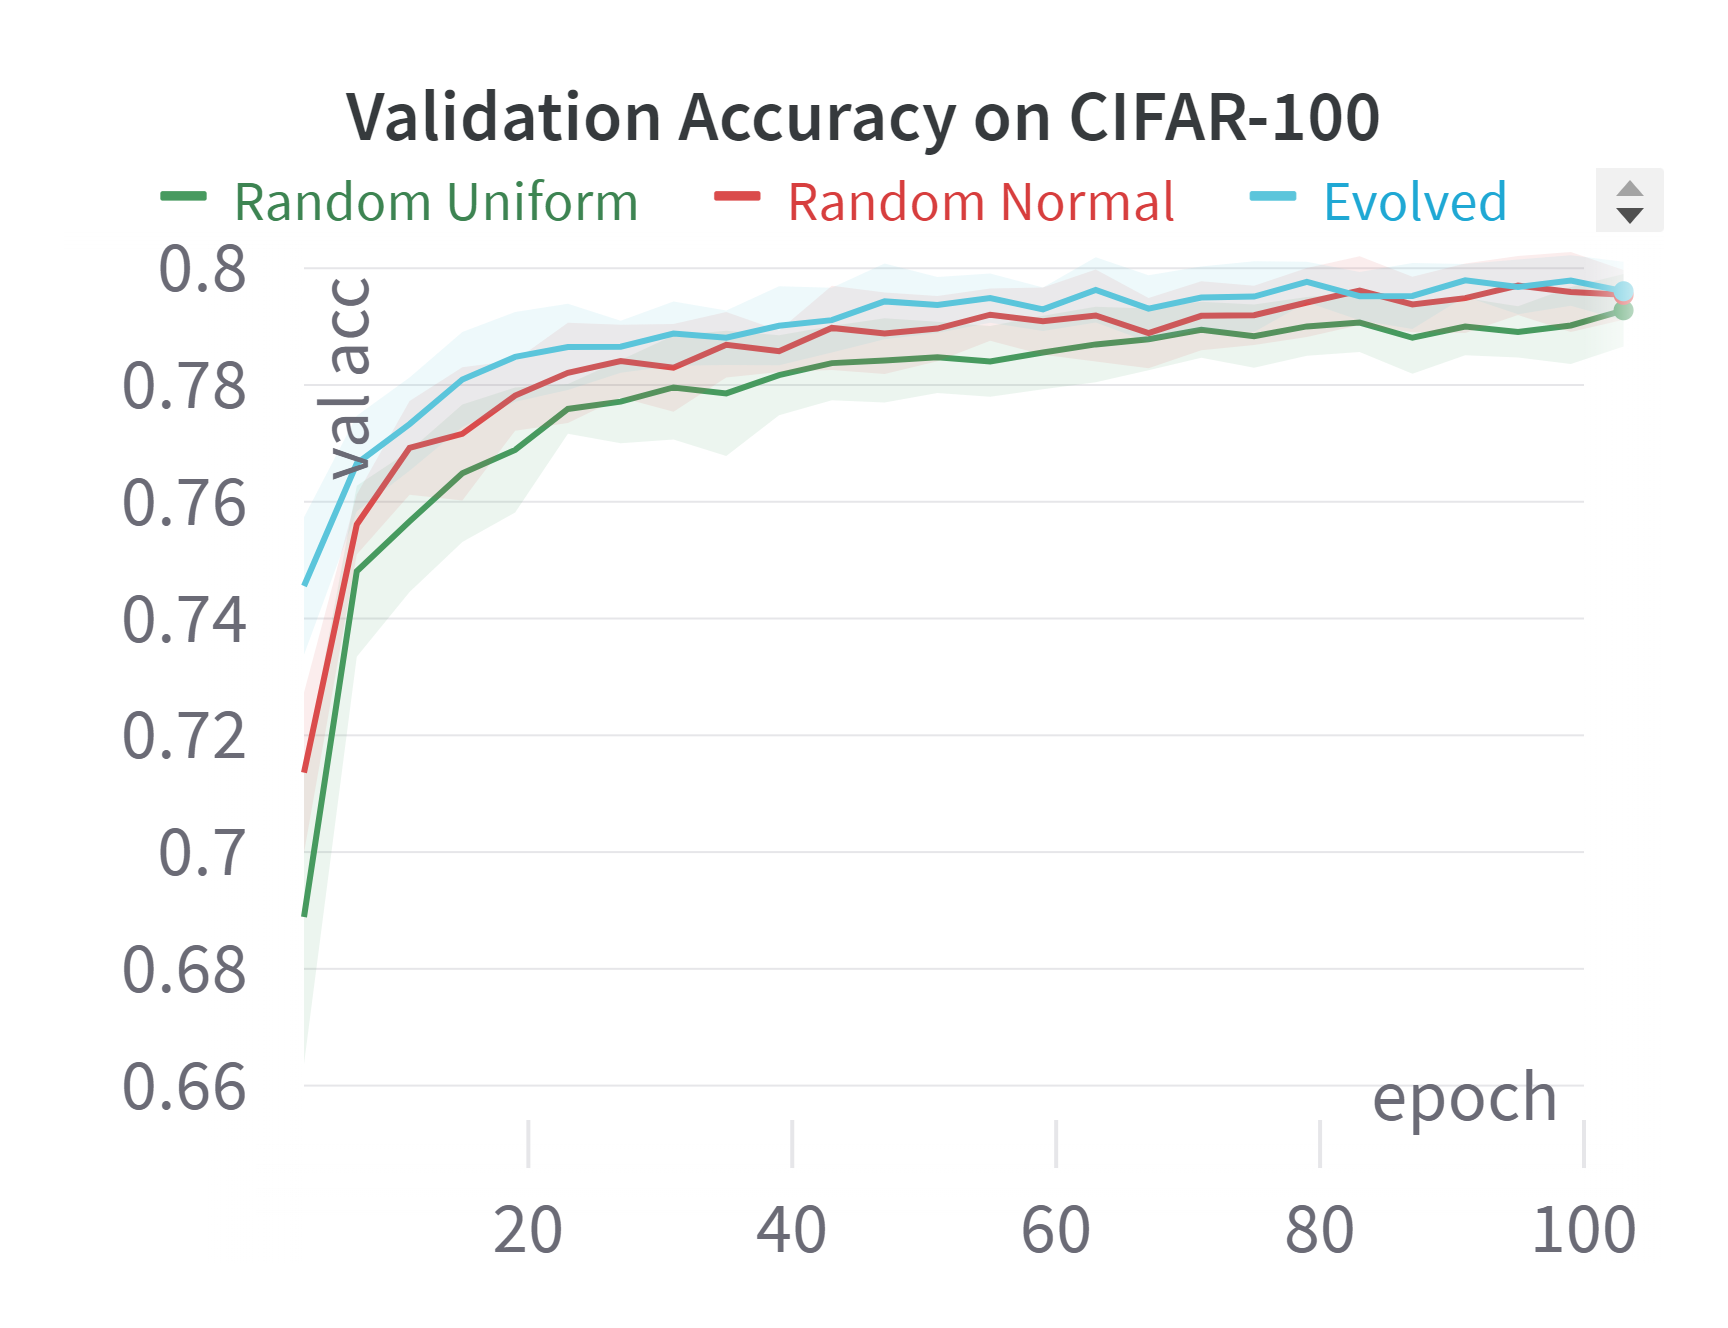 Validation Accuracy on CIFAR-100
Random Uniform Random Normal Evolved
val acc
0.8
0.78
0.76
0.74
0.72
0.7
0.68
0.66
epoch
20 40 60 80 100